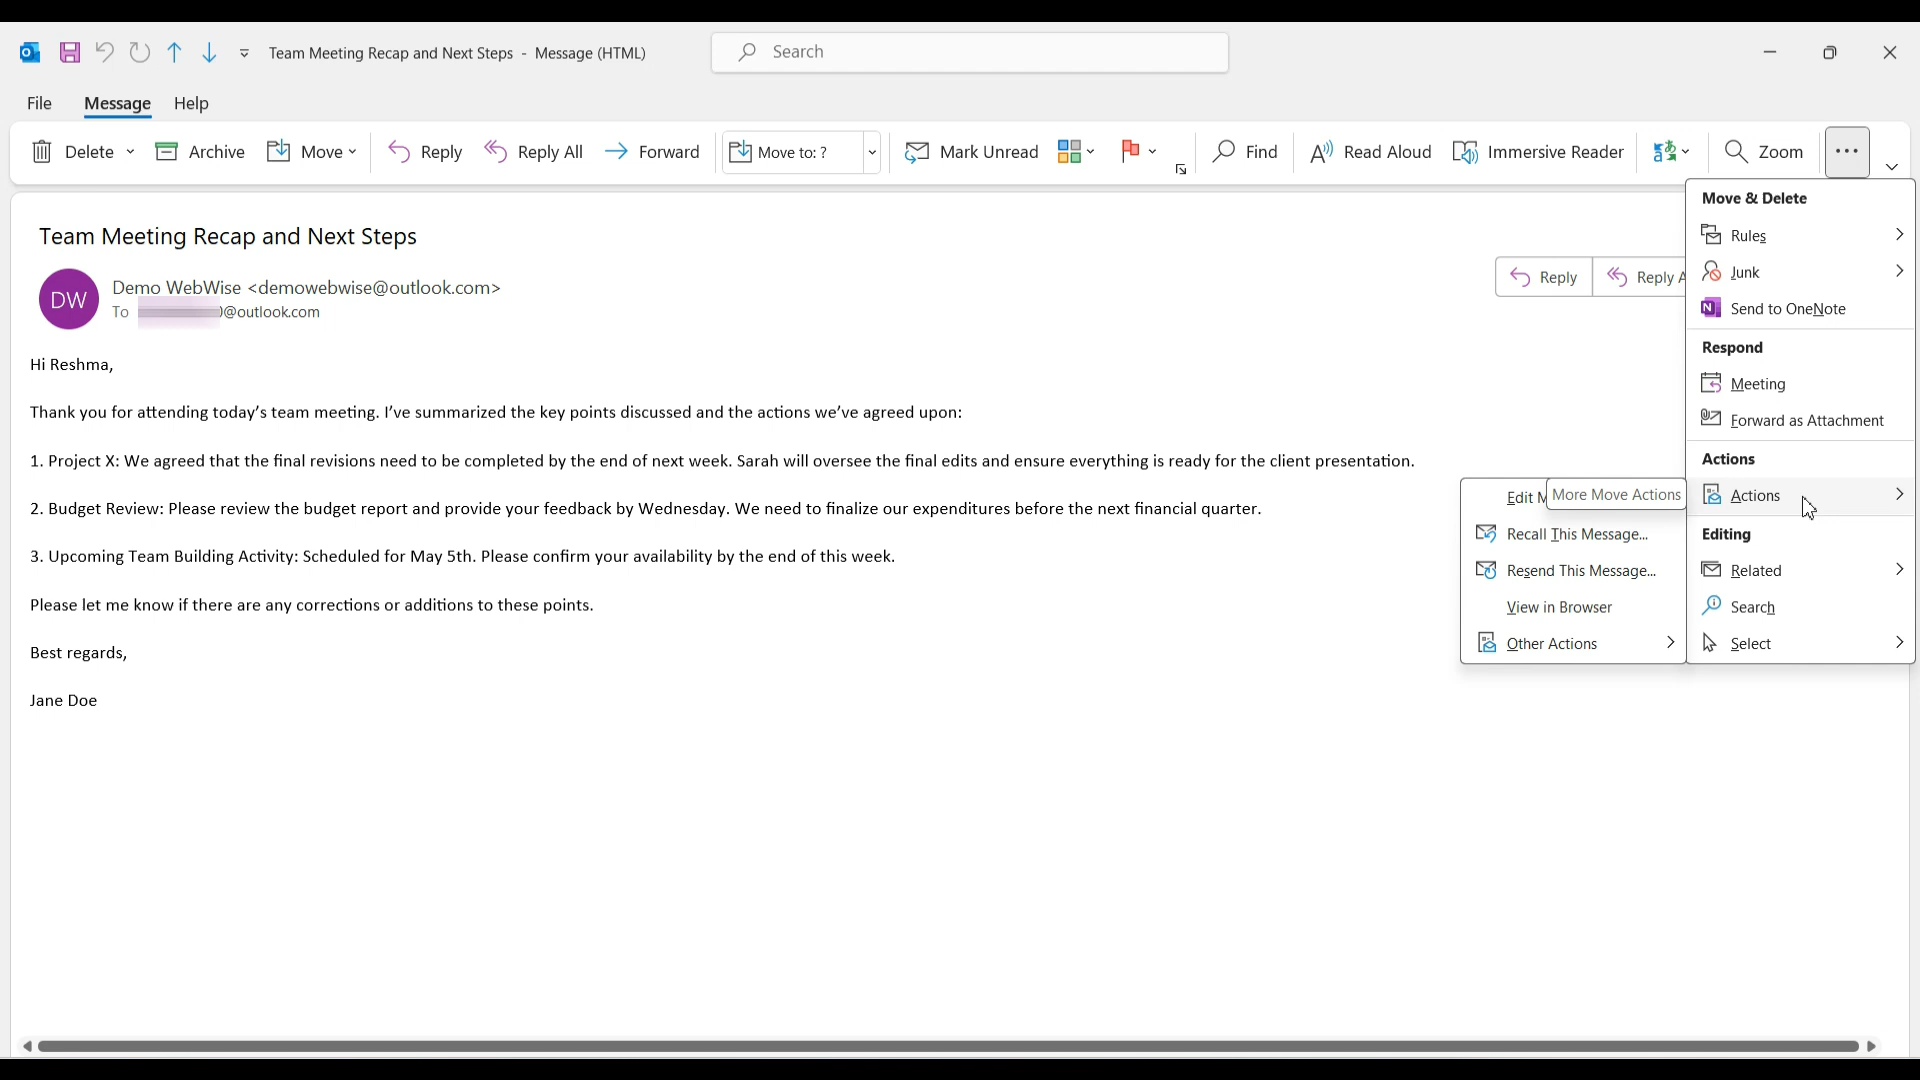 Team Meeting Recap and Next Steps - Message (HTML)
Search
File Message Help
Delete Archive Move Reply Reply All Forward Move to: ? Mark Unread Find Read Aloud Immersive Reader Zoom
Team Meeting Recap and Next Steps
DW
Demo WebWise <demowebwise@outlook.com>
To @outlook.com
Reply Reply A
Hi Reshma,
Thank you for attending today's team meeting. I've summarized the key points discussed and the actions we've agreed upon:
1. Project X: We agreed that the final revisions need to be completed by the end of next week. Sarah will oversee the final edits and ensure everything is ready for the client presentation.
2. Budget Review: Please review the budget report and provide your feedback by Wednesday. We need to finalize our expenditures before the next financial quarter.
3. Upcoming Team Building Activity: Scheduled for May 5th. Please confirm your availability by the end of this week.
Please let me know if there are any corrections or additions to these points.
Best regards,
Jane Doe
Move & Delete
Rules
Junk
Send to OneNote
Respond
Meeting
Forward as Attachment
Actions
Actions
Editing
Related
Search
Select
Edit
More Move Actions
Recall This Message...
Resend This Message...
View in Browser
Other Actions